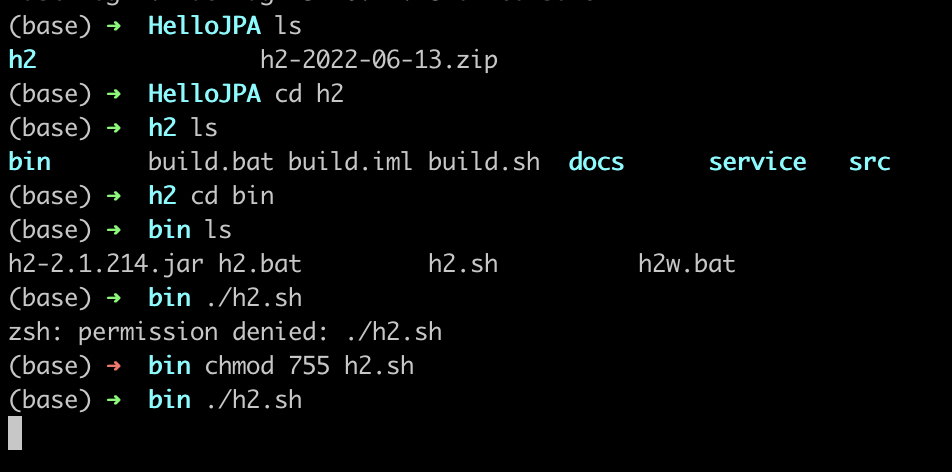 (base) ➜ HelloJPA ls
h2 h2-2022-06-13.zip
(base) ➜ HelloJPA cd h2
(base) ➜ h2 ls
bin build.bat build.iml build.sh docs service src
(base) ➜ h2 cd bin
(base) ➜ bin ls
h2-2.1.214.jar h2.bat h2.sh h2w.bat
(base) ➜ bin ./h2.sh
zsh: permission denied: ./h2.sh
(base) ➜ bin chmod 755 h2.sh
(base) ➜ bin ./h2.sh